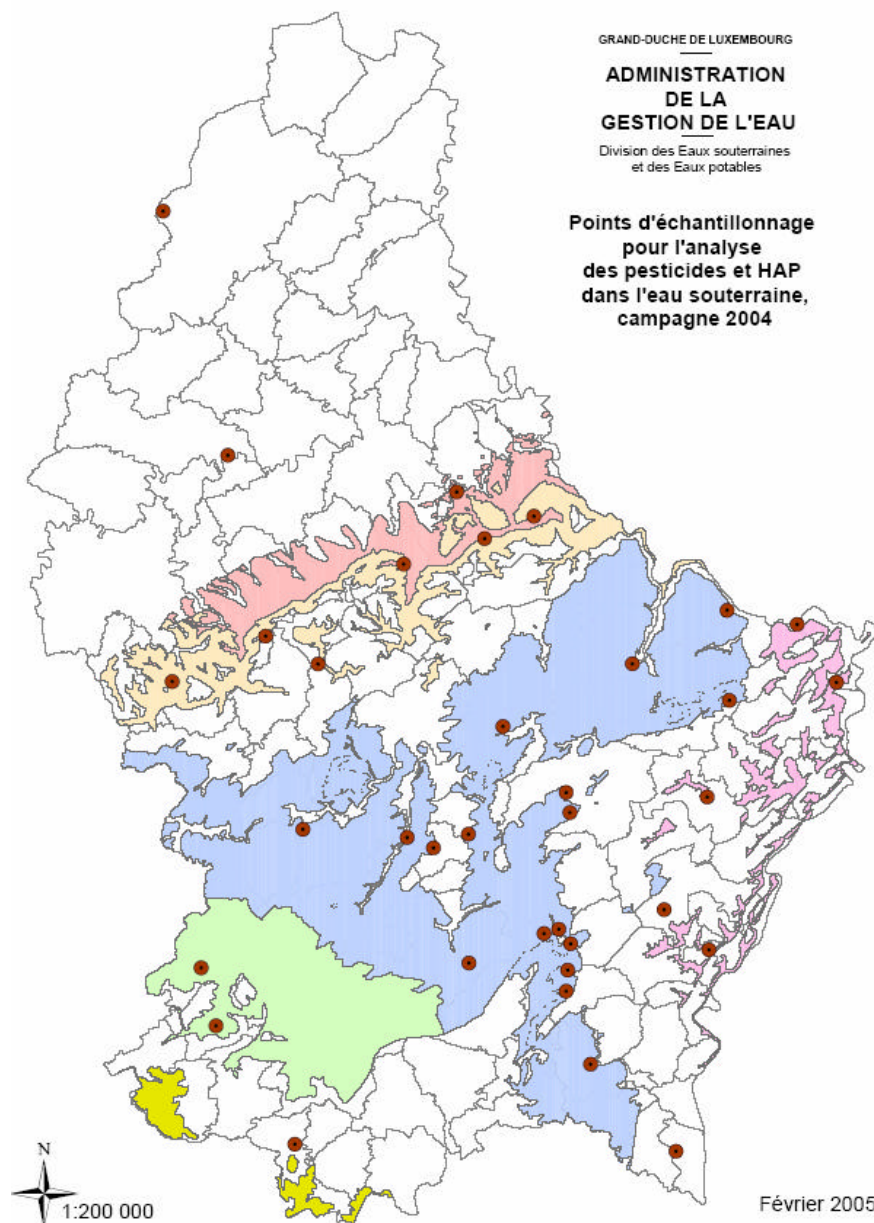 GRAND-DUCHE DE LUXEMBOURG
ADMINISTRATION
DE LA
GESTION DE L'EAU
Division des Eaux souterraines
et des Eaux potables
Points d'échantillonnage
pour l'analyse
des pesticides et HAP
dans l'eau souterraine,
campagne 2004
N
1:200 000
Février 2005